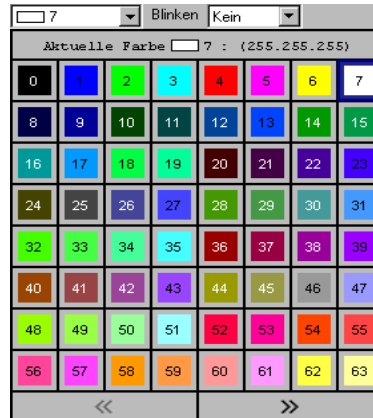 7 Blinken Kein
Aktuelle Farbe 7 : (255.255.255)
0 1 2 3 4 5 6 7
8 9 10 11 12 13 14 15
16 17 18 19 20 21 22 23
24 25 26 27 28 29 30 31
32 33 34 35 36 37 38 39
40 41 42 43 44 45 46 47
48 49 50 51 52 53 54 55
56 57 58 59 60 61 62 63
« »